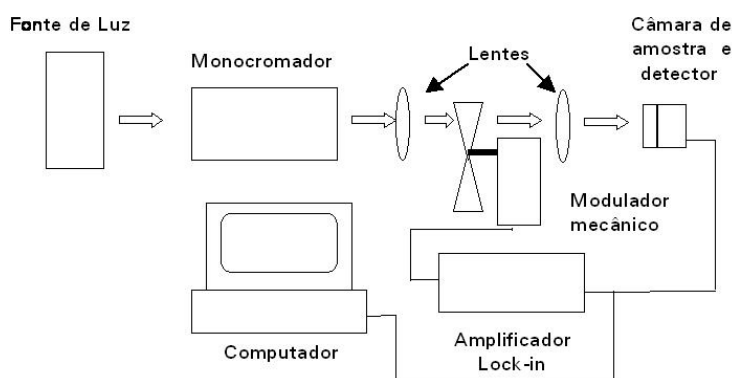 Fonte de Luz
Monocromador
Lentes
Câmara de
amostra e
detector
Modulador
mecânico
Computador
Amplificador
Lock-in